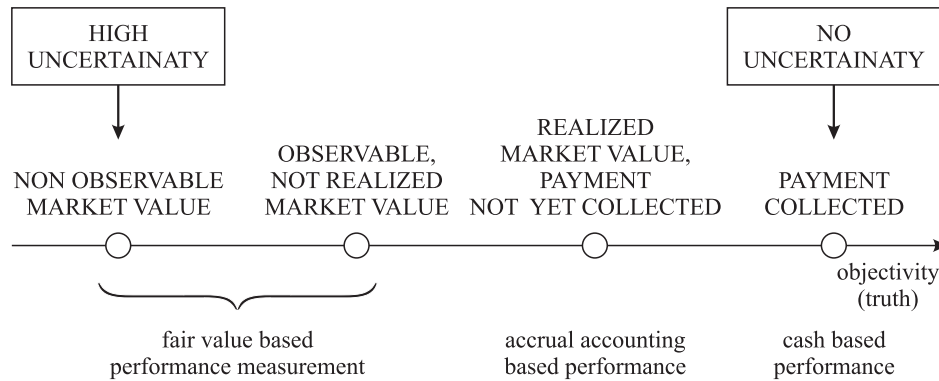 HIGH
UNCERTAINATY
NO
UNCERTAINATY
NON OBSERVABLE
MARKET VALUE
OBSERVABLE,
NOT REALIZED
MARKET VALUE
REALIZED
MARKET VALUE,
PAYMENT
NOT YET COLLECTED
PAYMENT
COLLECTED
objectivity
(truth)
fair value based
performance measurement
accrual accounting
based performance
cash based
performance